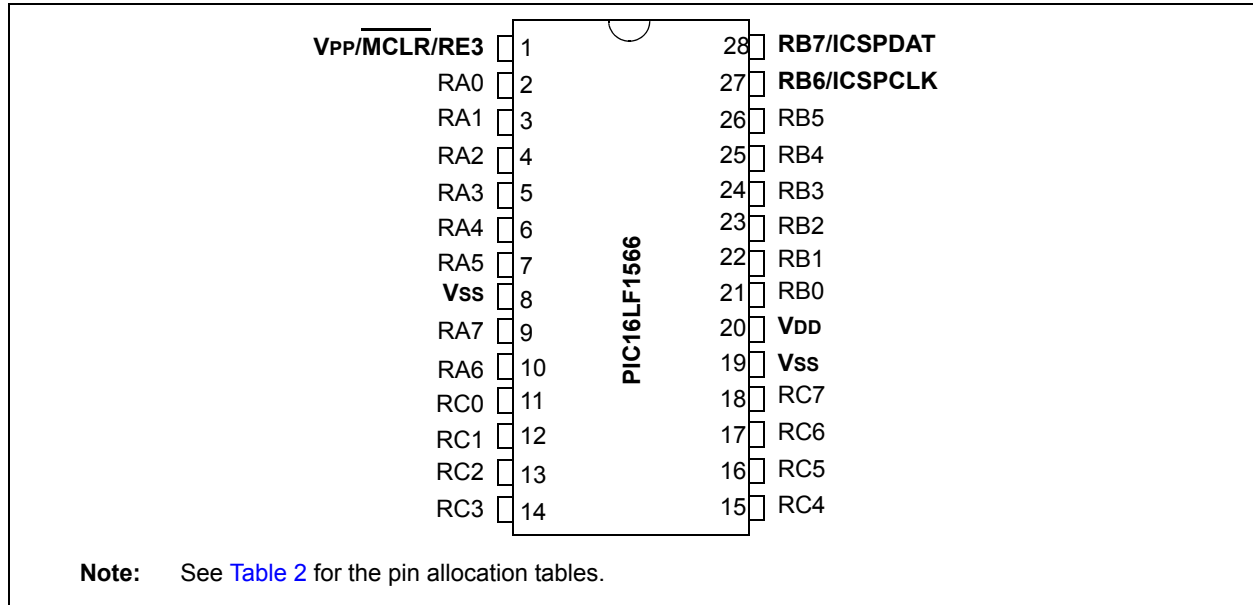 VPP/MCLR/RE3 1 28 RB7/ICSPDAT
RA0 2 27 RB6/ICSPCLK
RA1 3 26 RB5
RA2 4 25 RB4
RA3 5 24 RB3
RA4 6 23 RB2
RA5 7 22 RB1
VSS 8 21 RB0
RA7 9 20 VDD
RA6 10 19 VSS
RC0 11 18 RC7
RC1 12 17 RC6
RC2 13 16 RC5
RC3 14 15 RC4
PIC16LF1566
Note: See Table 2 for the pin allocation tables.